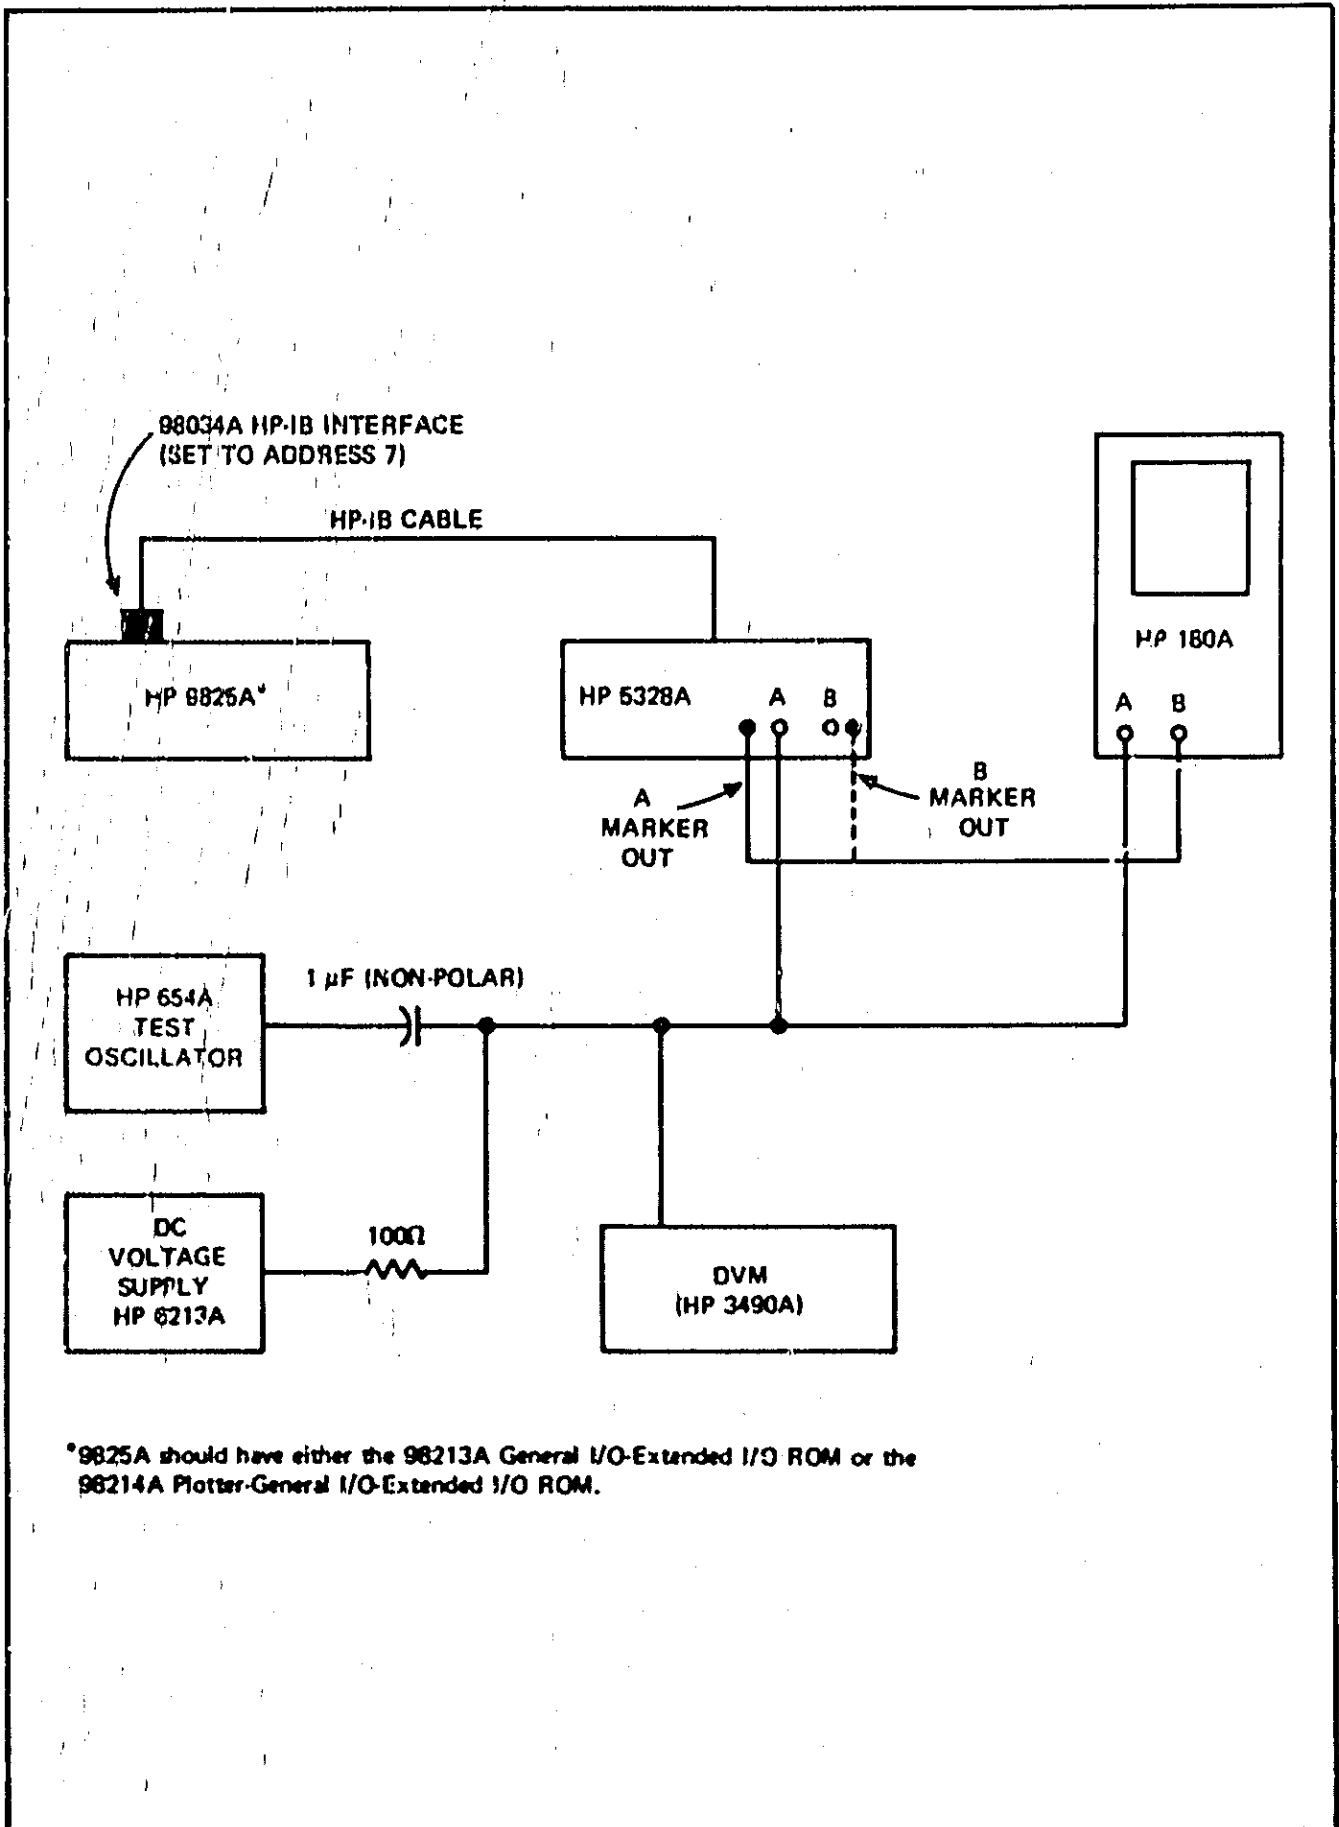 98034A HP-IB INTERFACE
(SET TO ADDRESS 7)
HP-IB CABLE
HP 180A
A B
HP 9825A*
HP 5328A
A B
A
MARKER
OUT
B
MARKER
OUT
HP 654A
TEST
OSCILLATOR
1 µF (NON-POLAR)
DC
VOLTAGE
SUPPLY
HP 6213A
100Ω
DVM
(HP 3490A)
*9825A should have either the 98213A General I/O-Extended I/O ROM or the
98214A Plotter-General I/O-Extended I/O ROM.